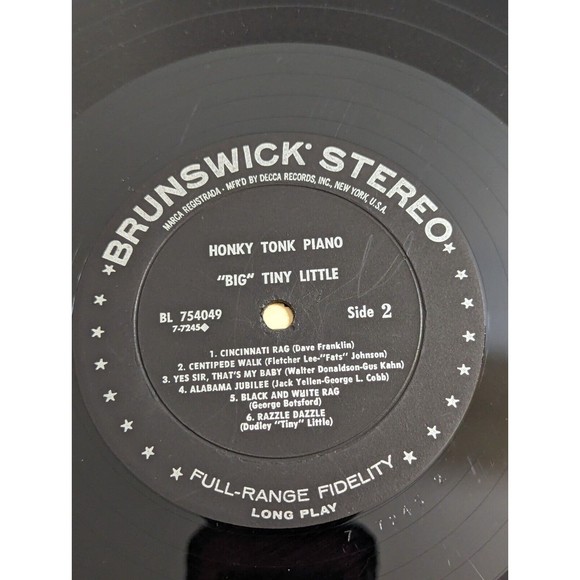 BRUNSWICK® STEREO
MARCA REGISTRADA - MFR'D BY DECCA RECORDS, INC., NEW YORK, U.S.A.
HONKY TONK PIANO
"BIG" TINY LITTLE
BL 754049
7-7245◆
Side 2
1. CINCINNATI RAG (Dave Franklin)
2. CENTIPEDE WALK (Fletcher Lee-"Fats" Johnson)
3. YES SIR, THAT'S MY BABY (Walter Donaldson-Gus Kahn)
4. ALABAMA JUBILEE (Jack Yellen-George L. Cobb)
5. BLACK AND WHITE RAG
(George Botsford)
6. RAZZLE DAZZLE
(Dudley "Tiny" Little)
FULL-RANGE FIDELITY
LONG PLAY